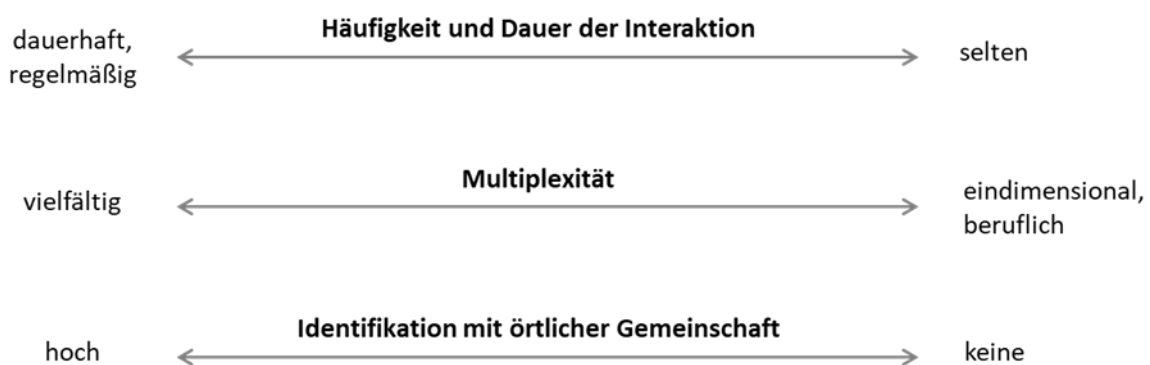 Häufigkeit und Dauer der Interaktion
dauerhaft,
regelmäßig
selten
Multiplexität
vielfältig
eindimensional,
beruflich
Identifikation mit örtlicher Gemeinschaft
hoch
keine